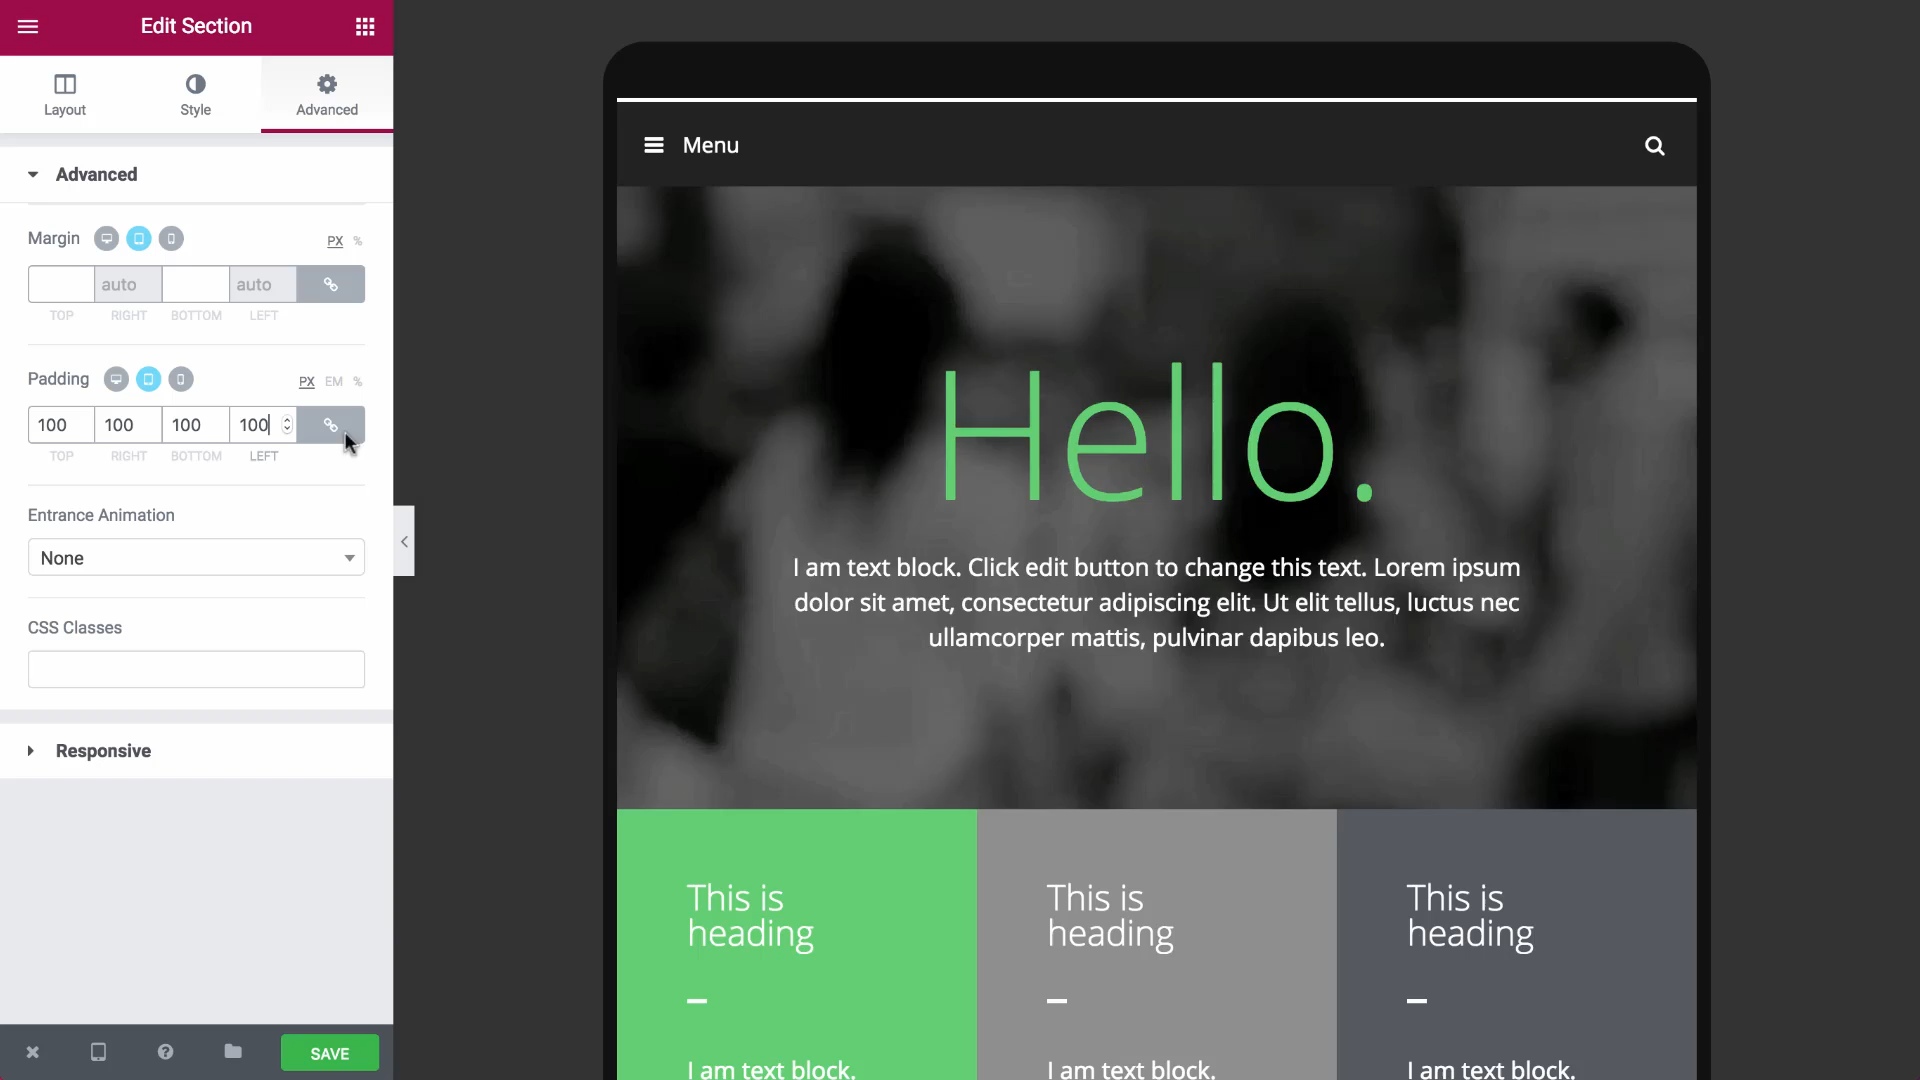 Edit Section
Layout Style Advanced
Advanced
Margin PX %
auto auto
TOP RIGHT BOTTOM LEFT
Padding PX EM %
100 100 100 100
TOP RIGHT BOTTOM LEFT
Entrance Animation
None
CSS Classes
Responsive
SAVE
Menu
Hello.
I am text block. Click edit button to change this text. Lorem ipsum
dolor sit amet, consectetur adipiscing elit. Ut elit tellus, luctus nec
ullamcorper mattis, pulvinar dapibus leo.
This is
heading
I am text block.
This is
heading
I am text block.
This is
heading
I am text block.